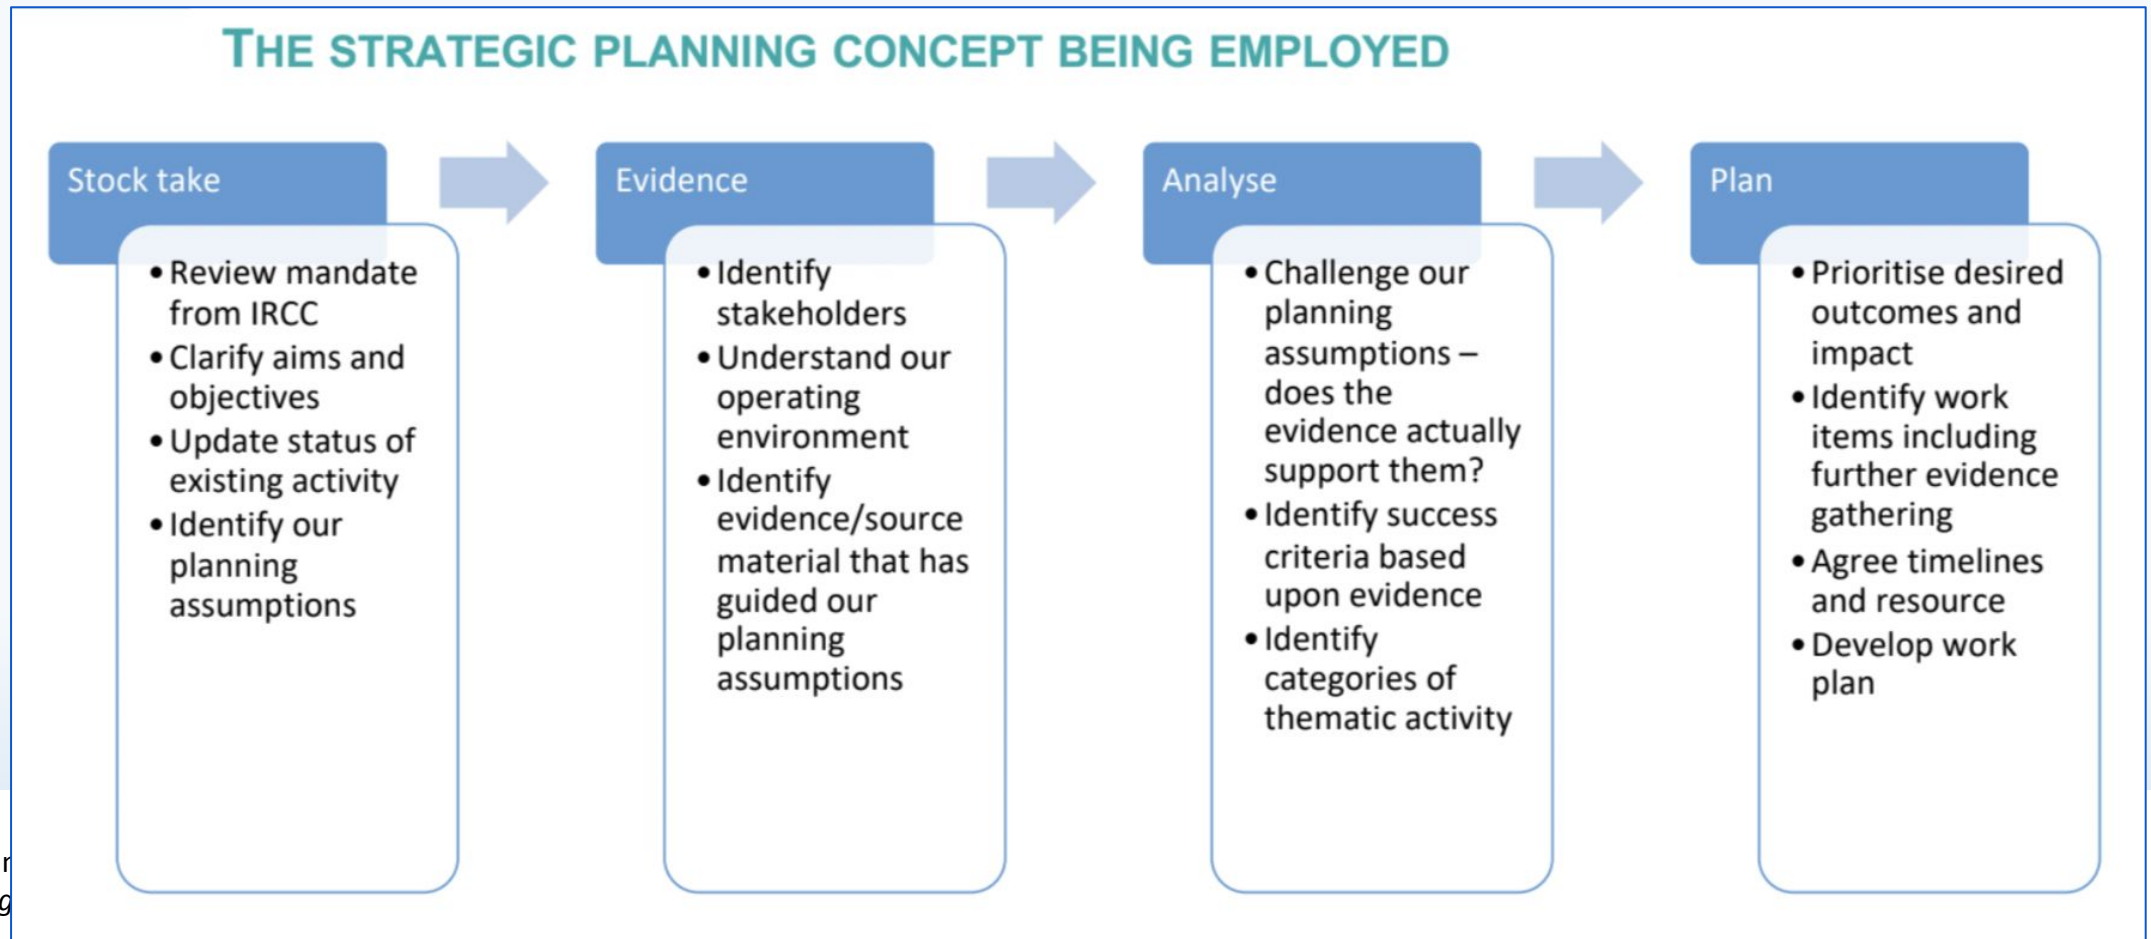 THE STRATEGIC PLANNING CONCEPT BEING EMPLOYED
Stock take
• Review mandate
from IRCC
• Clarify aims and
objectives
• Update status of
existing activity
• Identify our
planning
assumptions
Evidence
• Identify
stakeholders
• Understand our
operating
environment
• Identify
evidence/source
material that has
guided our
planning
assumptions
Analyse
• Challenge our
planning
assumptions –
does the
evidence actually
support them?
• Identify success
criteria based
upon evidence
• Identify
categories of
thematic activity
Plan
• Prioritise desired
outcomes and
impact
• Identify work
items including
further evidence
gathering
• Agree timelines
and resource
• Develop work
plan